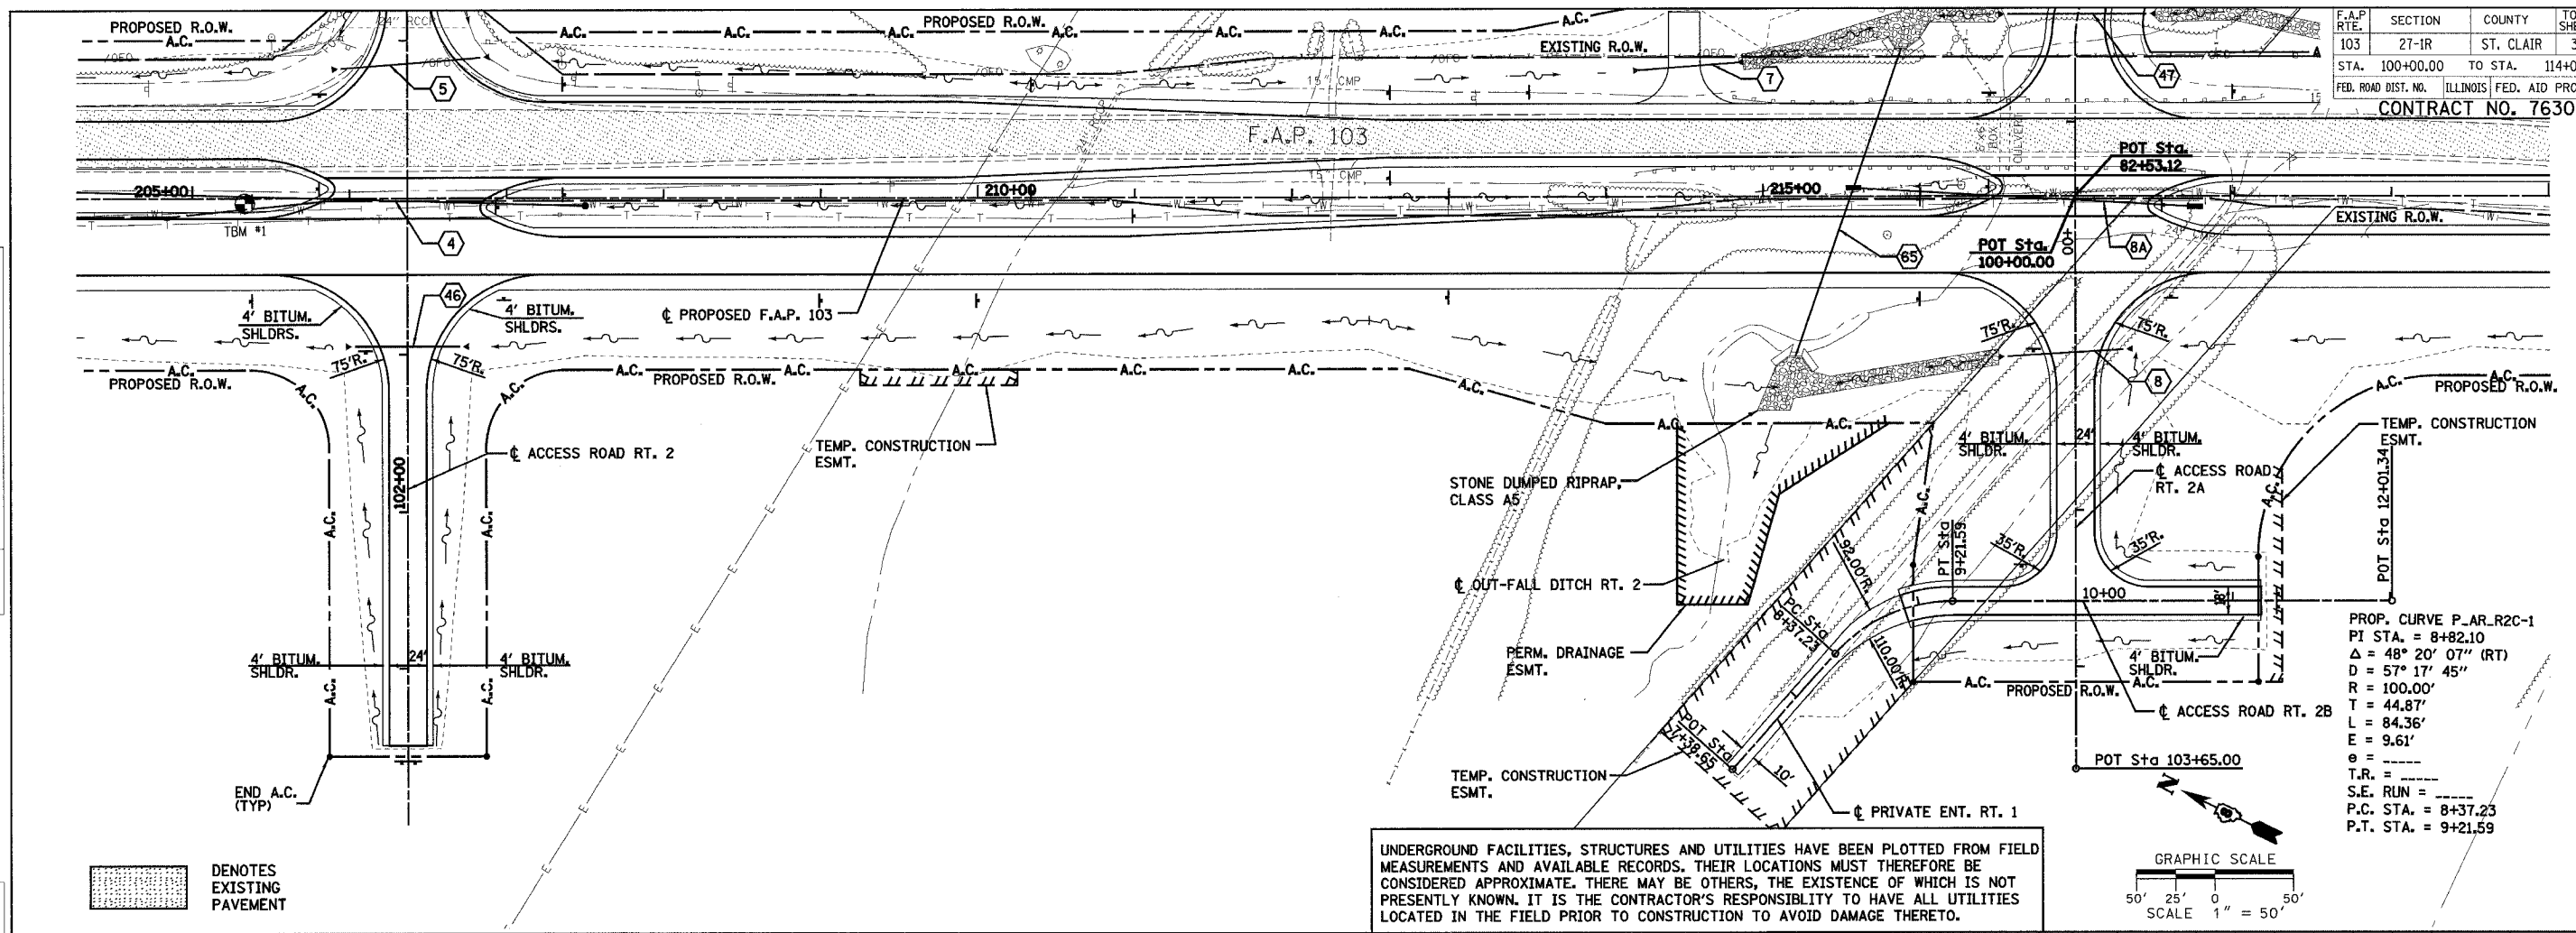 PROPOSED R.O.W.
A.C.
24" RCCP
PROPOSED R.O.W.
A.C.
A.C.
A.C.
A.C.
A.C.
A.C.
EXISTING R.O.W.
5
7
47
15" CMP
F.A.P. 103
6'X6'
BOX
CULVERT
F.A.P
RTE.
SECTION
COUNTY
103
27-1R
ST. CLAIR
STA. 100+00.00 TO STA.
FED. ROAD DIST. NO.
ILLINOIS
FED. AID
CONTRACT NO. 7630
205+00
TBM #1
4
210+00
15" CMP
215+00
POT Sta.
82+53.12
POT Sta.
100+00.00
65
8A
EXISTING R.O.W.
46
4' BITUM.
SHLDRS.
4' BITUM.
SHLDRS.
℄ PROPOSED F.A.P. 103
75'R.
75'R.
75'R.
75'R.
8
A.C.
PROPOSED R.O.W.
A.C.
A.C.
A.C.
PROPOSED R.O.W.
A.C.
A.C.
A.C.
A.C.
A.C.
A.C.
A.C.
A.C.
A.C.
A.C.
PROPOSED R.O.W.
TEMP. CONSTRUCTION
ESMT.
℄ ACCESS ROAD RT. 2
102+00
A.C.
A.C.
TEMP. CONSTRUCTION
ESMT.
STONE DUMPED RIPRAP,
CLASS A5
4' BITUM.
SHLDR.
24'
4' BITUM.
SHLDR.
℄ ACCESS ROAD
RT. 2A
A.C.
A.C.
POT Sta 12+01.34
℄ OUT-FALL DITCH RT. 2
92.00'R.
PT Sta
9+21.59
35'R.
35'R.
10+00
18'
PC Sta
8+37.23
110.00'R.
PERM. DRAINAGE
ESMT.
4' BITUM.
SHLDR.
24'
4' BITUM.
SHLDR.
A.C.
A.C.
4' BITUM.
SHLDR.
A.C.
PROPOSED R.O.W.
A.C.
℄ ACCESS ROAD RT. 2B
POT Sta
7+38.65
10'
TEMP. CONSTRUCTION
ESMT.
℄ PRIVATE ENT. RT. 1
POT Sta 103+65.00
END A.C.
(TYP)
PROP. CURVE P_AR_R2C-1
PI STA. = 8+82.10
Δ = 48° 20' 07" (RT)
D = 57° 17' 45"
R = 100.00'
T = 44.87'
L = 84.36'
E = 9.61'
e = _____
T.R. = _____
S.E. RUN = _____
P.C. STA. = 8+37.23
P.T. STA. = 9+21.59
N
DENOTES
EXISTING
PAVEMENT
UNDERGROUND FACILITIES, STRUCTURES AND UTILITIES HAVE BEEN PLOTTED FROM FIELD
MEASUREMENTS AND AVAILABLE RECORDS. THEIR LOCATIONS MUST THEREFORE BE
CONSIDERED APPROXIMATE. THERE MAY BE OTHERS, THE EXISTENCE OF WHICH IS NOT
PRESENTLY KNOWN. IT IS THE CONTRACTOR'S RESPONSIBLITY TO HAVE ALL UTILITIES
LOCATED IN THE FIELD PRIOR TO CONSTRUCTION TO AVOID DAMAGE THERETO.
GRAPHIC SCALE
50' 25' 0 50'
SCALE 1" = 50'